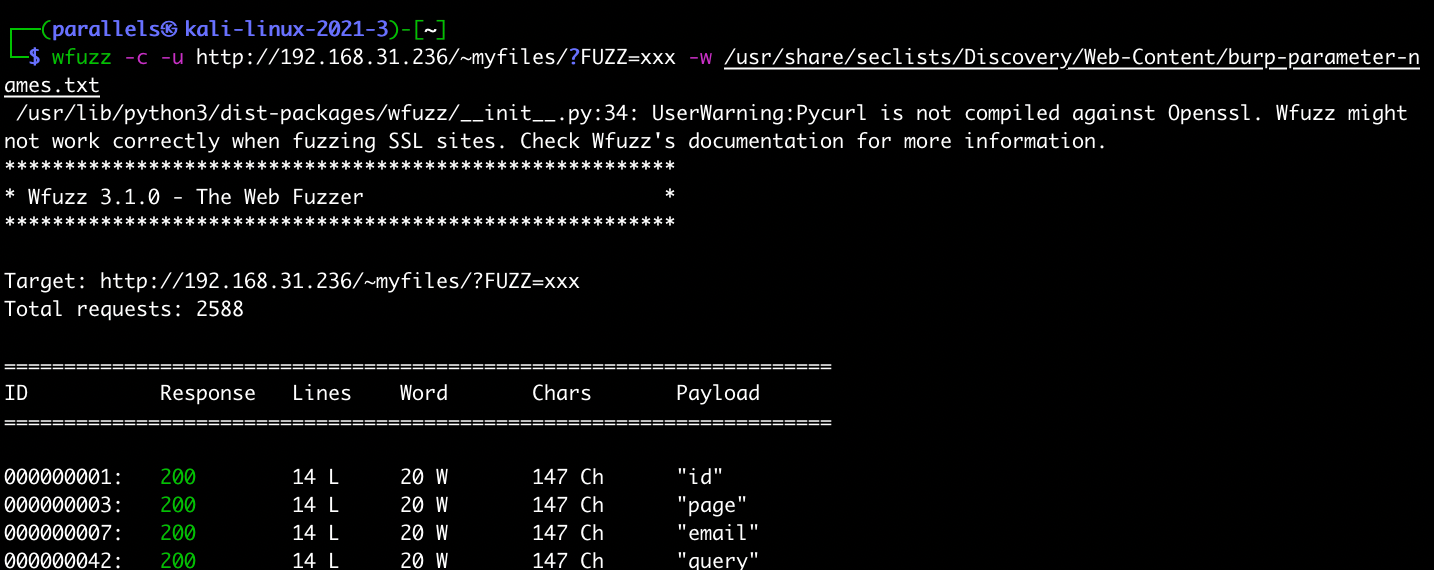 ┌──(parallels㉿kali-linux-2021-3)-[~]
└─$ wfuzz -c -u http://192.168.31.236/~myfiles/?FUZZ=xxx -w /usr/share/seclists/Discovery/Web-Content/burp-parameter-n
ames.txt
 /usr/lib/python3/dist-packages/wfuzz/__init__.py:34: UserWarning:Pycurl is not compiled against Openssl. Wfuzz might
not work correctly when fuzzing SSL sites. Check Wfuzz's documentation for more information.
********************************************************
* Wfuzz 3.1.0 - The Web Fuzzer                         *
********************************************************

Target: http://192.168.31.236/~myfiles/?FUZZ=xxx
Total requests: 2588

=====================================================================
ID           Response   Lines    Word       Chars       Payload
=====================================================================

000000001:   200        14 L     20 W       147 Ch      "id"
000000003:   200        14 L     20 W       147 Ch      "page"
000000007:   200        14 L     20 W       147 Ch      "email"
000000042:   200        14 L     20 W       147 Ch      "query"